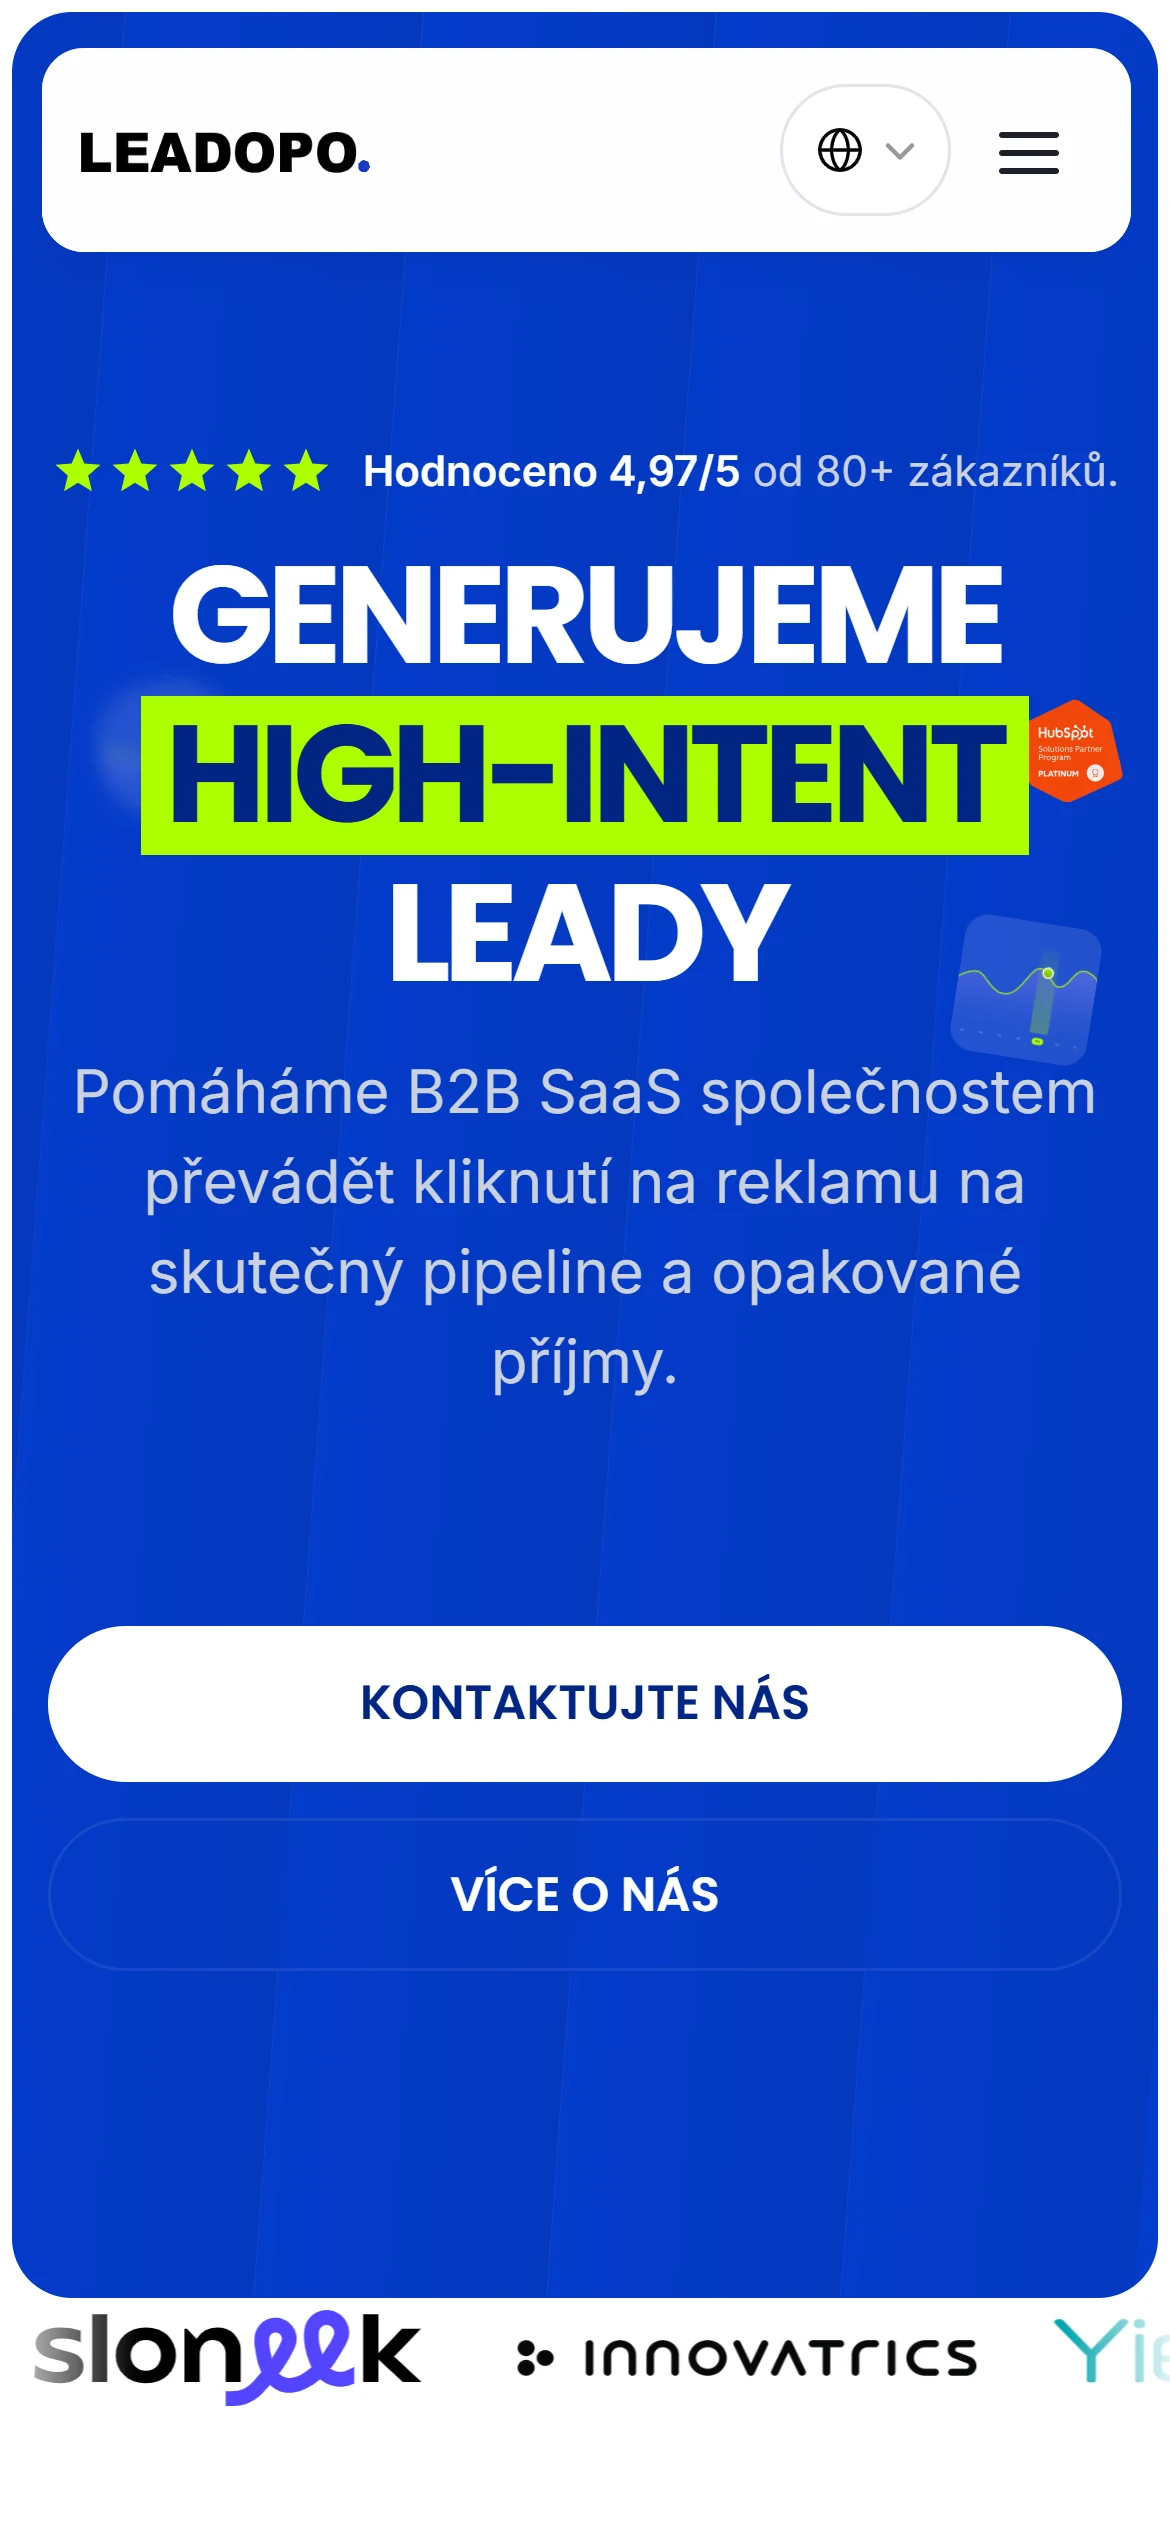 LEADOPO.
Hodnoceno 4,97/5 od 80+ zákazníků.
GENERUJEME
HIGH-INTENT
LEADY
HubSpot
Solutions Partner
Program
PLATINUM
Pomáháme B2B SaaS společnostem
převádět kliknutí na reklamu na
skutečný pipeline a opakované
příjmy.
KONTAKTUJTE NÁS
VÍCE O NÁS
sloneek
INNOVATRICS